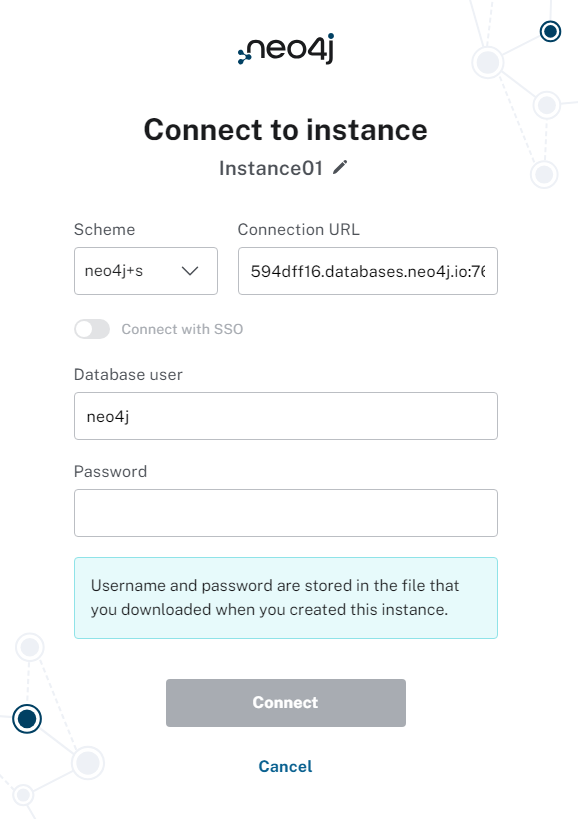 neo4j
Connect to instance
Instance01
Scheme
Connection URL
neo4j+s
594dff16.databases.neo4j.io:76
Connect with SSO
Database user
neo4j
Password
Username and password are stored in the file that
you downloaded when you created this instance.
Connect
Cancel